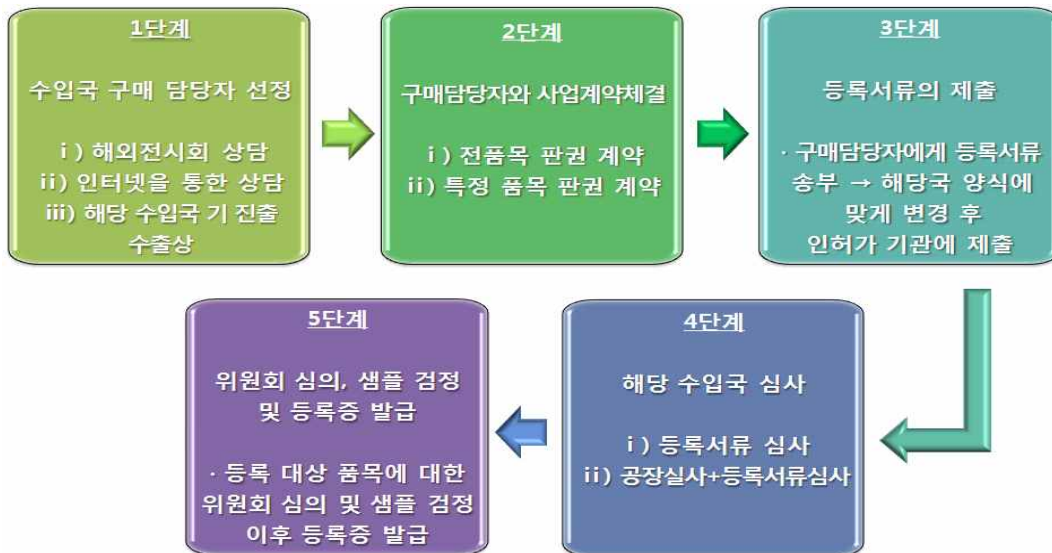 1단계
수입국 구매 담당자 선정
ⅰ) 해외전시회 상담
ⅱ) 인터넷을 통한 상담
ⅲ) 해당 수입국 기 진출
수출상
2단계
구매담당자와 사업계약체결
ⅰ) 전품목 판권 계약
ⅱ) 특정 품목 판권 계약
3단계
등록서류의 제출
· 구매담당자에게 등록서류
송부 → 해당국 양식에
맞게 변경 후
인허가 기관에 제출
4단계
해당 수입국 심사
ⅰ) 등록서류 심사
ⅱ) 공장실사+등록서류심사
5단계
위원회 심의, 샘플 검정
및 등록증 발급
· 등록 대상 품목에 대한
위원회 심의 및 샘플 검정
이후 등록증 발급